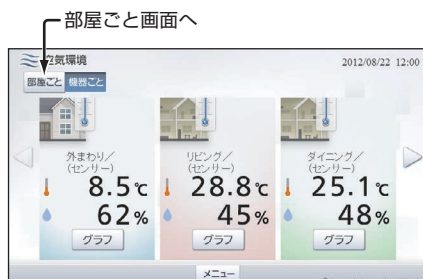 部屋ごと画面へ
空気環境
2012/08/22 12:00
部屋ごと 機器ごと
外まわり／
(センリー)
8.5℃
62%
グラフ
リビング／
(センリー)
28.8℃
45%
グラフ
ダイニング／
(センリー)
25.1℃
48%
グラフ
メニュー